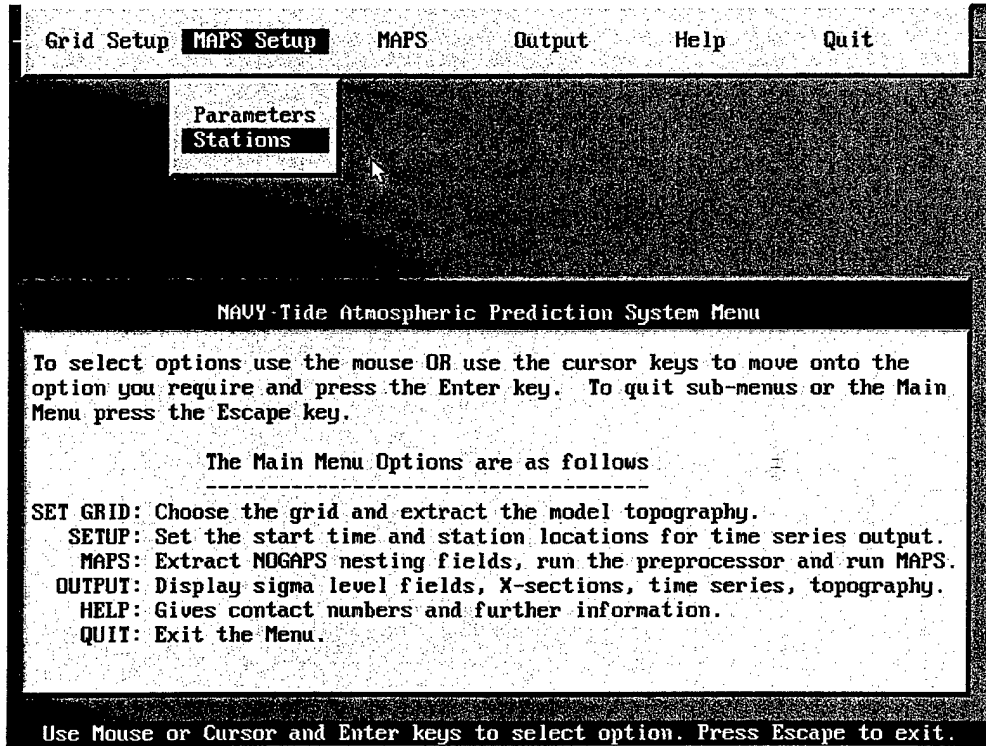 Grid Setup MAPS Setup MAPS Output Help Quit
Parameters
Stations
NAVY-Tide Atmospheric Prediction System Menu
To select options use the mouse OR use the cursor keys to move onto the
option you require and press the Enter key. To quit sub-menus or the Main
Menu press the Escape key.
The Main Menu Options are as follows
-------------------------------------
SET GRID: Choose the grid and extract the model topography.
SETUP: Set the start time and station locations for time series output.
MAPS: Extract NOGAPS nesting fields, run the preprocessor and run MAPS.
OUTPUT: Display sigma level fields, X-sections, time series, topography.
HELP: Gives contact numbers and further information.
QUIT: Exit the Menu.
Use Mouse or Cursor and Enter keys to select option. Press Escape to exit.